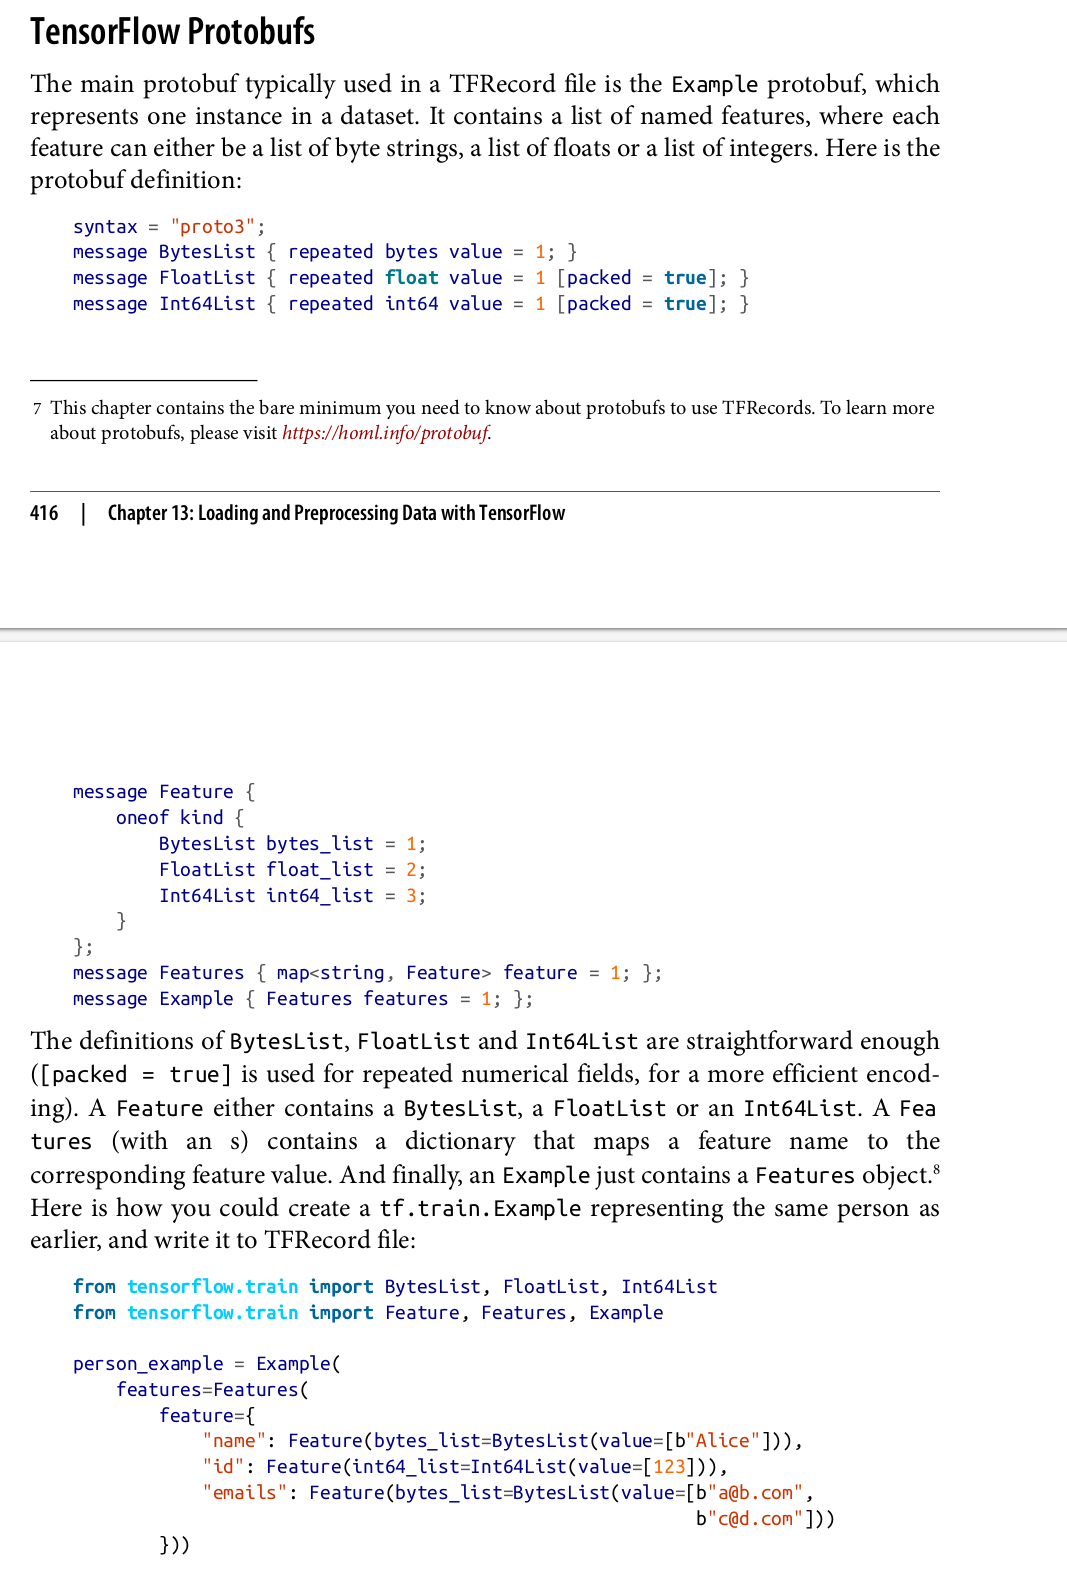 TensorFlow Protobufs
The main protobuf typically used in a TFRecord file is the Example protobuf, which
represents one instance in a dataset. It contains a list of named features, where each
feature can either be a list of byte strings, a list of floats or a list of integers. Here is the
protobuf definition:
syntax = "proto3";
message BytesList { repeated bytes value = 1; }
message FloatList { repeated float value = 1 [packed = true]; }
message Int64List { repeated int64 value = 1 [packed = true]; }
7 This chapter contains the bare minimum you need to know about protobufs to use TFRecords. To learn more
about protobufs, please visit https://homl.info/protobuf.
416 | Chapter 13: Loading and Preprocessing Data with TensorFlow
message Feature {
    oneof kind {
        BytesList bytes_list = 1;
        FloatList float_list = 2;
        Int64List int64_list = 3;
    }
};
message Features { map<string, Feature> feature = 1; };
message Example { Features features = 1; };
The definitions of BytesList, FloatList and Int64List are straightforward enough
([packed = true] is used for repeated numerical fields, for a more efficient encod-
ing). A Feature either contains a BytesList, a FloatList or an Int64List. A Fea
tures (with an s) contains a dictionary that maps a feature name to the
corresponding feature value. And finally, an Example just contains a Features object.8
Here is how you could create a tf.train.Example representing the same person as
earlier, and write it to TFRecord file:
from tensorflow.train import BytesList, FloatList, Int64List
from tensorflow.train import Feature, Features, Example
person_example = Example(
    features=Features(
        feature={
            "name": Feature(bytes_list=BytesList(value=[b"Alice"])),
            "id": Feature(int64_list=Int64List(value=[123])),
            "emails": Feature(bytes_list=BytesList(value=[b"a@b.com",
                                                          b"c@d.com"]))
        }))